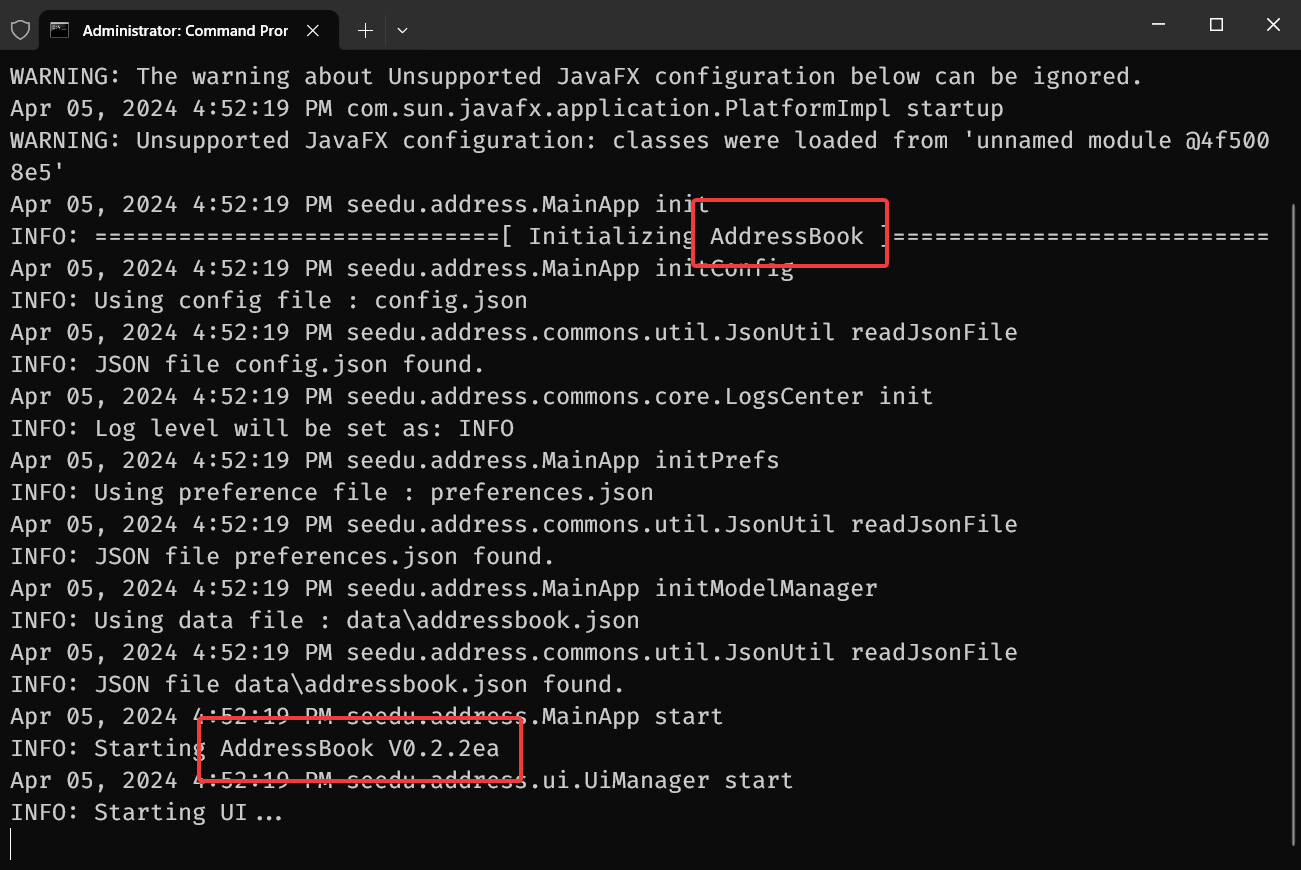 Administrator: Command Pror
WARNING: The warning about Unsupported JavaFX configuration below can be ignored.
Apr 05, 2024 4:52:19 PM com.sun.javafx.application.PlatformImpl startup
WARNING: Unsupported JavaFX configuration: classes were loaded from 'unnamed module @4f500
8e5'
Apr 05, 2024 4:52:19 PM seedu.address.MainApp init
INFO: =============================[ Initializing AddressBook ]===========================
Apr 05, 2024 4:52:19 PM seedu.address.MainApp initConfig
INFO: Using config file : config.json
Apr 05, 2024 4:52:19 PM seedu.address.commons.util.JsonUtil readJsonFile
INFO: JSON file config.json found.
Apr 05, 2024 4:52:19 PM seedu.address.commons.core.LogsCenter init
INFO: Log level will be set as: INFO
Apr 05, 2024 4:52:19 PM seedu.address.MainApp initPrefs
INFO: Using preference file : preferences.json
Apr 05, 2024 4:52:19 PM seedu.address.commons.util.JsonUtil readJsonFile
INFO: JSON file preferences.json found.
Apr 05, 2024 4:52:19 PM seedu.address.MainApp initModelManager
INFO: Using data file : data\addressbook.json
Apr 05, 2024 4:52:19 PM seedu.address.commons.util.JsonUtil readJsonFile
INFO: JSON file data\addressbook.json found.
Apr 05, 2024 4:52:19 PM seedu.address.MainApp start
INFO: Starting AddressBook V0.2.2ea
Apr 05, 2024 4:52:19 PM seedu.address.ui.UiManager start
INFO: Starting UI...